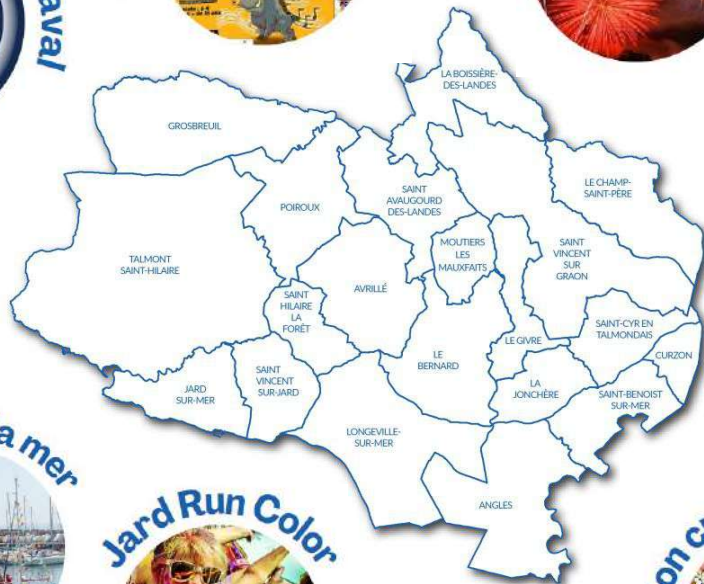 aval
LA BOISSIÈRE-
DES-LANDES
GROSBREUIL
LE CHAMP-
SAINT-PÈRE
POIROUX
SAINT
AVAUGOURD
DES-LANDES
TALMONT
SAINT-HILAIRE
MOUTIERS
LES
MAUXFAITS
SAINT
VINCENT
SUR
GRAON
AVRILLÉ
SAINT
HILAIRE
LA
FORÊT
SAINT-CYR EN
TALMONDAIS
LE GIVRE
CURZON
LE
BERNARD
SAINT
VINCENT
SUR-JARD
JARD
SUR-MER
LA
JONCHÈRE
SAINT-BENOIST
SUR-MER
LONGEVILLE-
SUR-MER
ANGLES
a mer
Jard Run Color
on c